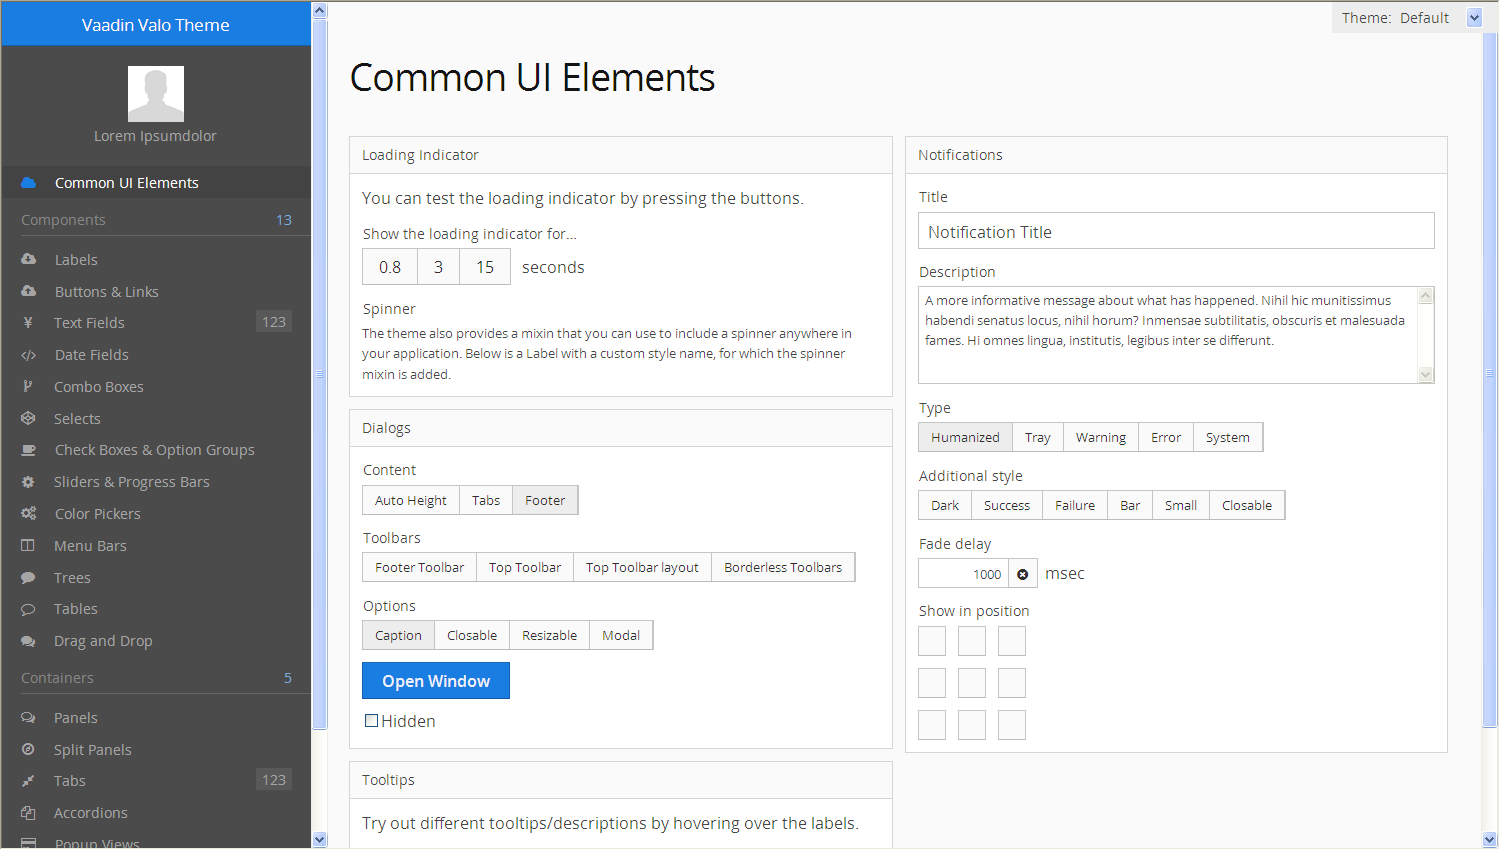 Vaadin Valo Theme
Lorem Ipsumdolor
Common UI Elements
Components 13
Labels
Buttons & Links
Text Fields 123
Date Fields
Combo Boxes
Selects
Check Boxes & Option Groups
Sliders & Progress Bars
Color Pickers
Menu Bars
Trees
Tables
Drag and Drop
Containers 5
Panels
Split Panels
Tabs 123
Accordions
Popup Views
Theme: Default
Common UI Elements
Loading Indicator
You can test the loading indicator by pressing the buttons.
Show the loading indicator for...
0.8 3 15 seconds
Spinner
The theme also provides a mixin that you can use to include a spinner anywhere in
your application. Below is a Label with a custom style name, for which the spinner
mixin is added.
Dialogs
Content
Auto Height Tabs Footer
Toolbars
Footer Toolbar Top Toolbar Top Toolbar layout Borderless Toolbars
Options
Caption Closable Resizable Modal
Open Window
Hidden
Tooltips
Try out different tooltips/descriptions by hovering over the labels.
Notifications
Title
Notification Title
Description
A more informative message about what has happened. Nihil hic munitissimus
habendi senatus locus, nihil horum? Inmensae subtilitatis, obscuris et malesuada
fames. Hi omnes lingua, institutis, legibus inter se differunt.
Type
Humanized Tray Warning Error System
Additional style
Dark Success Failure Bar Small Closable
Fade delay
1000 msec
Show in position